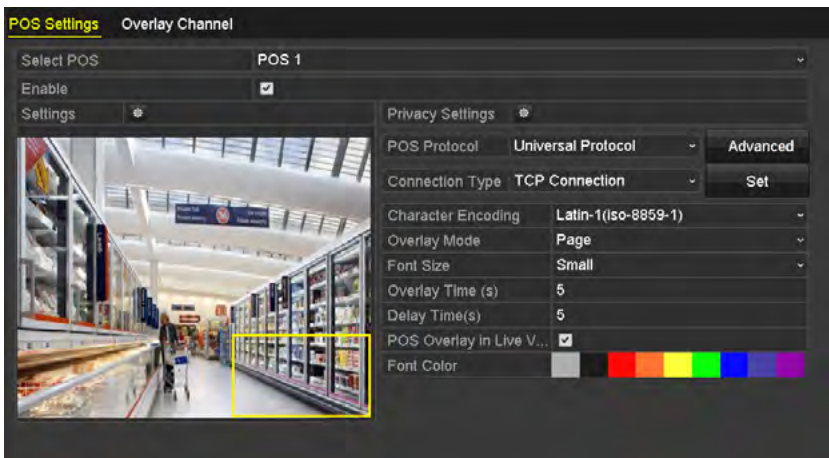 POS Settings Overlay Channel
Select POS POS 1
Enable
Settings Privacy Settings
POS Protocol Universal Protocol Advanced
Connection Type TCP Connection Set
Character Encoding Latin-1(iso-8859-1)
Overlay Mode Page
Font Size Small
Overlay Time (s) 5
Delay Time(s) 5
POS Overlay in Live V...
Font Color